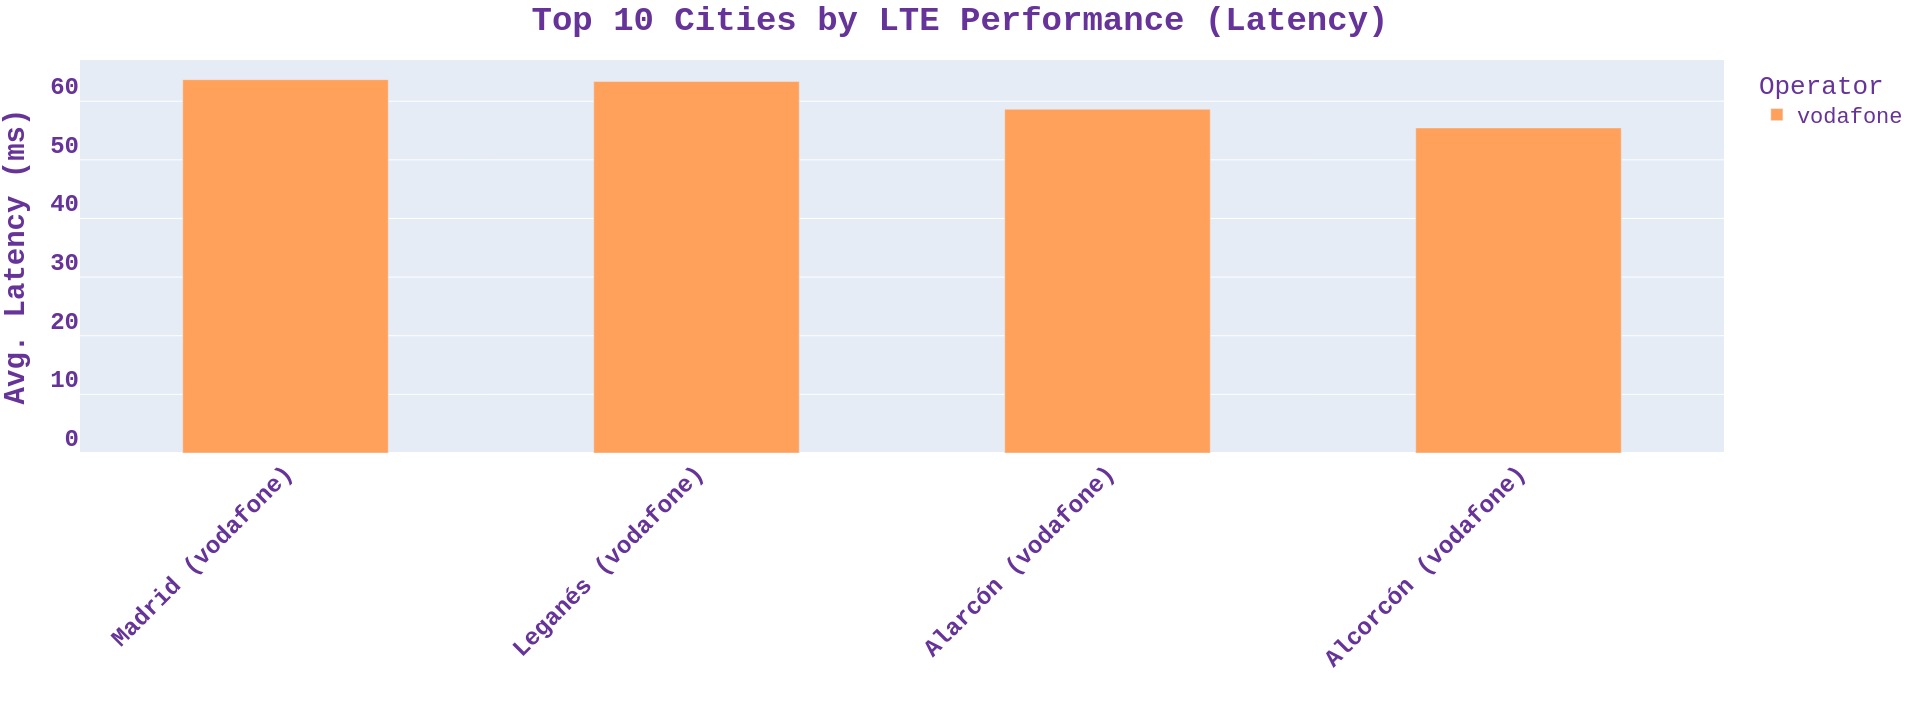 Top 10 Cities by LTE Performance (Latency)
Avg. Latency (ms)
60
50
40
30
20
10
0
Madrid (vodafone)
Leganés (vodafone)
Alarcón (vodafone)
Alcorcón (vodafone)
Operator
vodafone